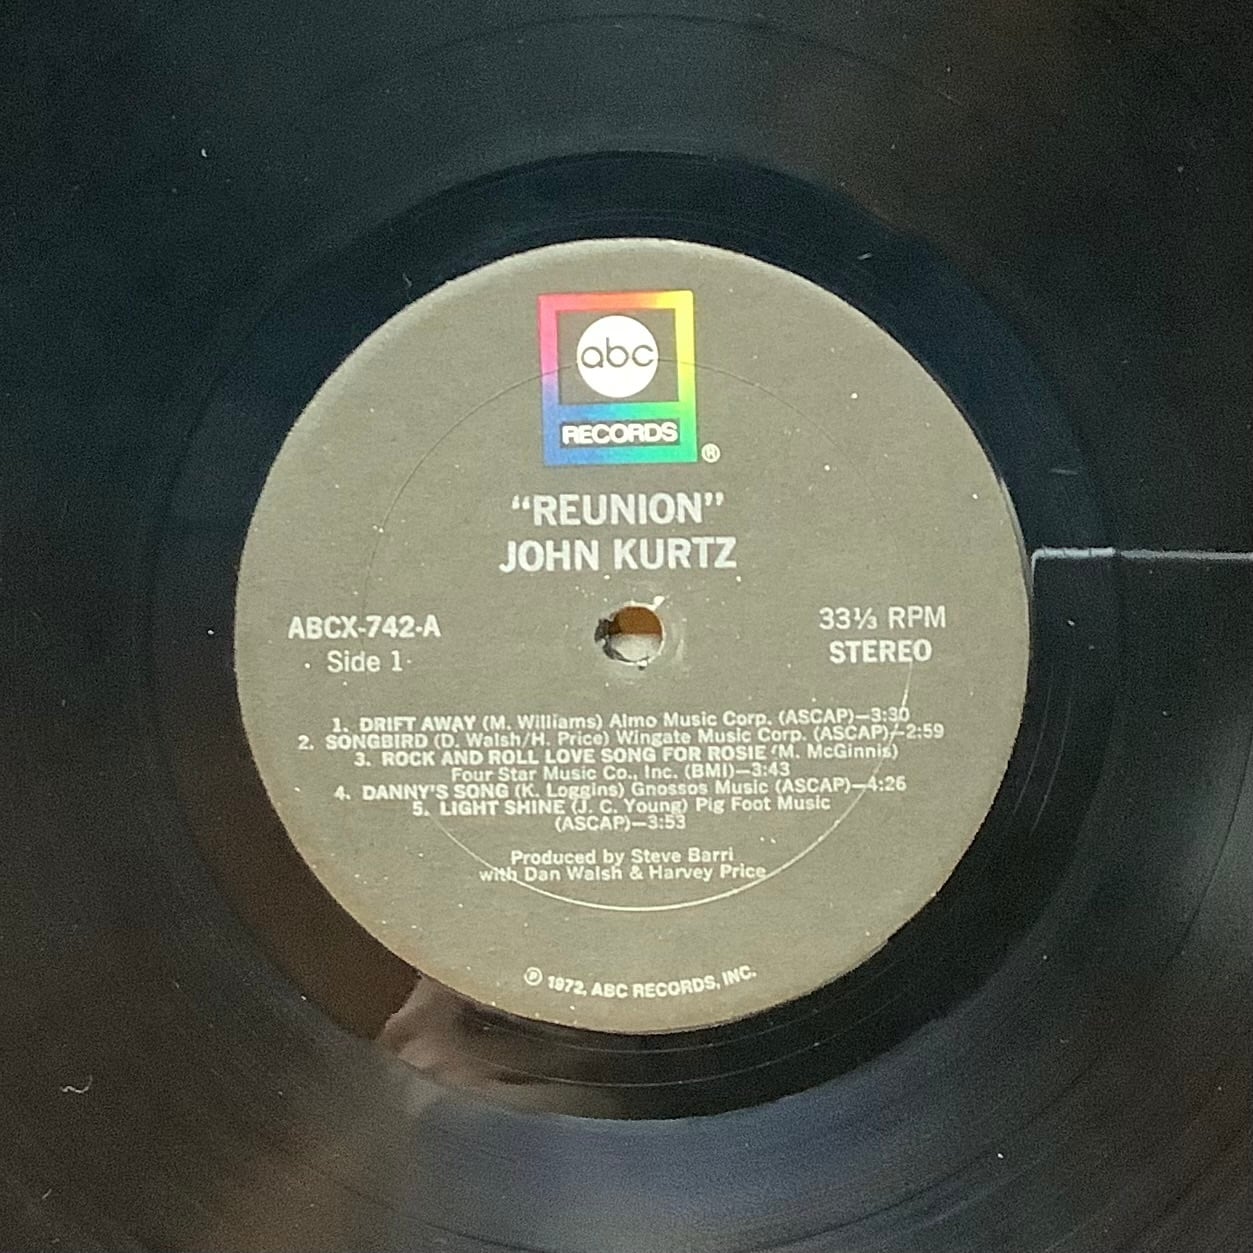 abc
RECORDS
®
“REUNION”
JOHN KURTZ
ABCX-742-A
Side 1
33⅓ RPM
STEREO
1. DRIFT AWAY (M. Williams) Almo Music Corp. (ASCAP)—3:30
2. SONGBIRD (D. Walsh/H. Price) Wingate Music Corp. (ASCAP)—2:59
3. ROCK AND ROLL LOVE SONG FOR ROSIE (M. McGinnis)
Four Star Music Co., Inc. (BMI)—3:43
4. DANNY'S SONG (K. Loggins) Gnossos Music (ASCAP)—4:26
5. LIGHT SHINE (J. C. Young) Pig Foot Music
(ASCAP)—3:53
Produced by Steve Barri
with Dan Walsh & Harvey Price
℗ 1972, ABC RECORDS, INC.